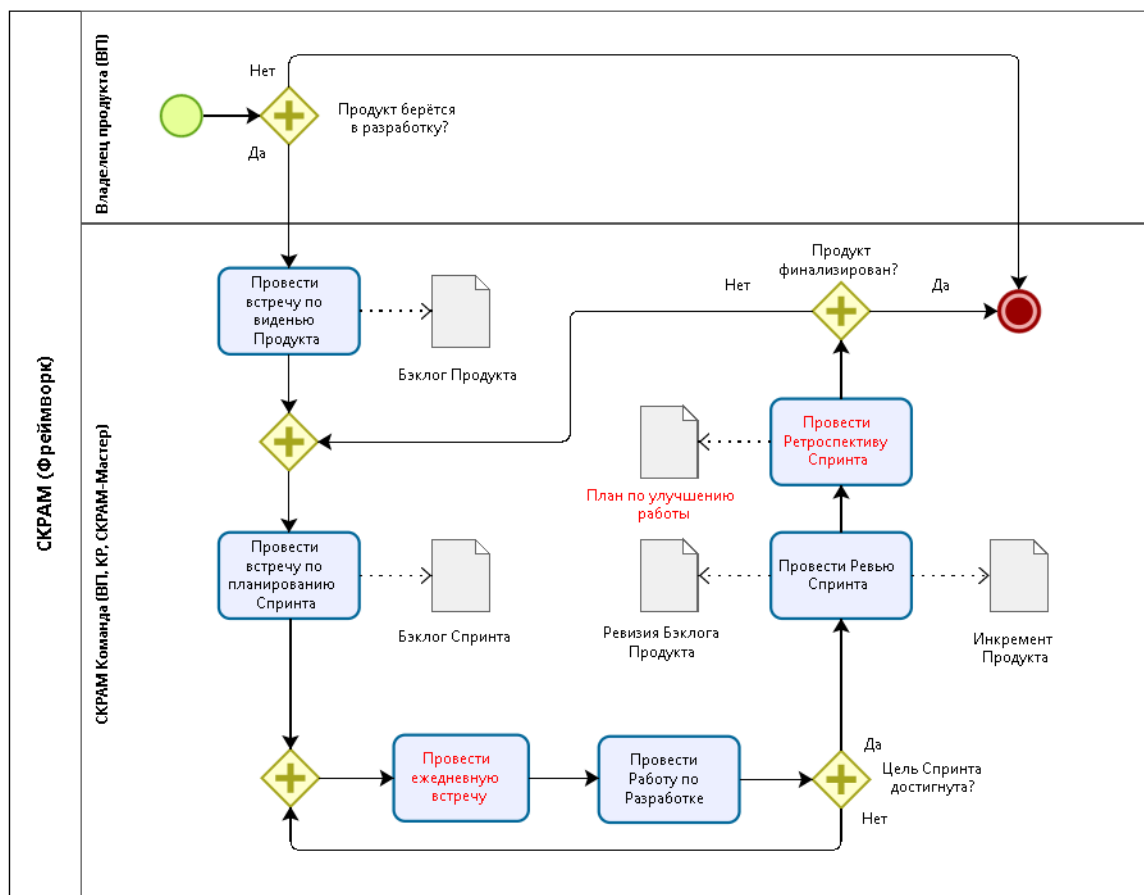 СКРАМ (Фреймворк)
Владелец продукта (ВП)
Нет
Продукт берётся
в разработку?
Да
СКРАМ Команда (ВП, КР, СКРАМ-Мастер)
Провести
встречу по
виденью
Продукта
Бэклог Продукта
Продукт
финализирован?
Нет
Да
Провести
Ретроспективу
Спринта
План по улучшению
работы
Провести
встречу по
планированию
Спринта
Бэклог Спринта
Провести Ревью
Спринта
Ревизия Бэклога
Продукта
Инкремент
Продукта
Провести
ежедневную
встречу
Провести
Работу по
Разработке
Да
Цель Спринта
достигнута?
Нет